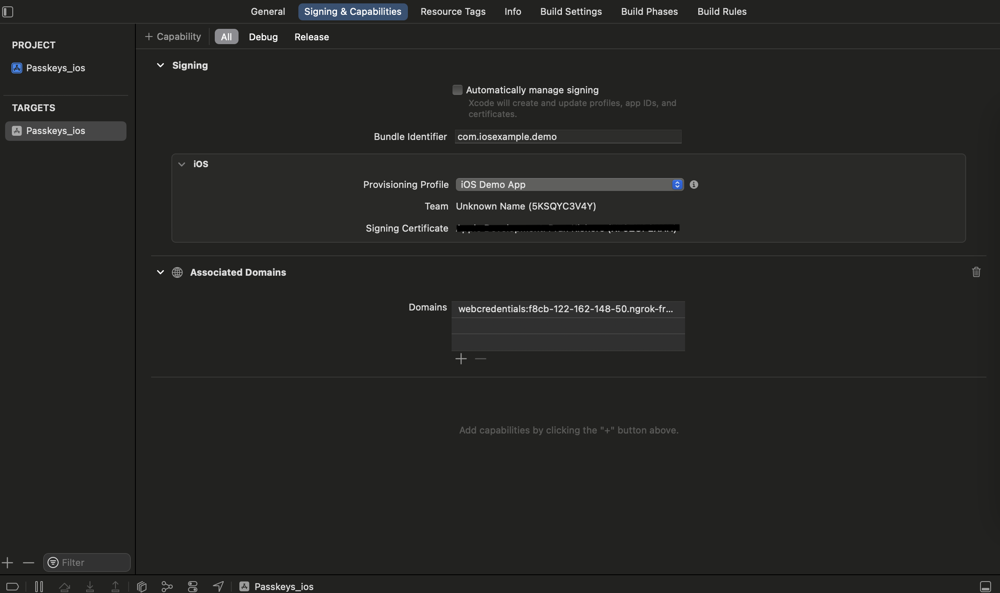 General Signing & Capabilities Resource Tags Info Build Settings Build Phases Build Rules
PROJECT
Passkeys_ios
TARGETS
Passkeys_ios
+ Capability All Debug Release
Signing
Automatically manage signing
Xcode will create and update profiles, app IDs, and
certificates.
Bundle Identifier com.iosexample.demo
iOS
Provisioning Profile iOS Demo App
Team Unknown Name (5KSQYC3V4Y)
Signing Certificate
Associated Domains
Domains webcredentials:f8cb-122-162-148-50.ngrok-fr...
Add capabilities by clicking the "+" button above.
Filter
Passkeys_ios